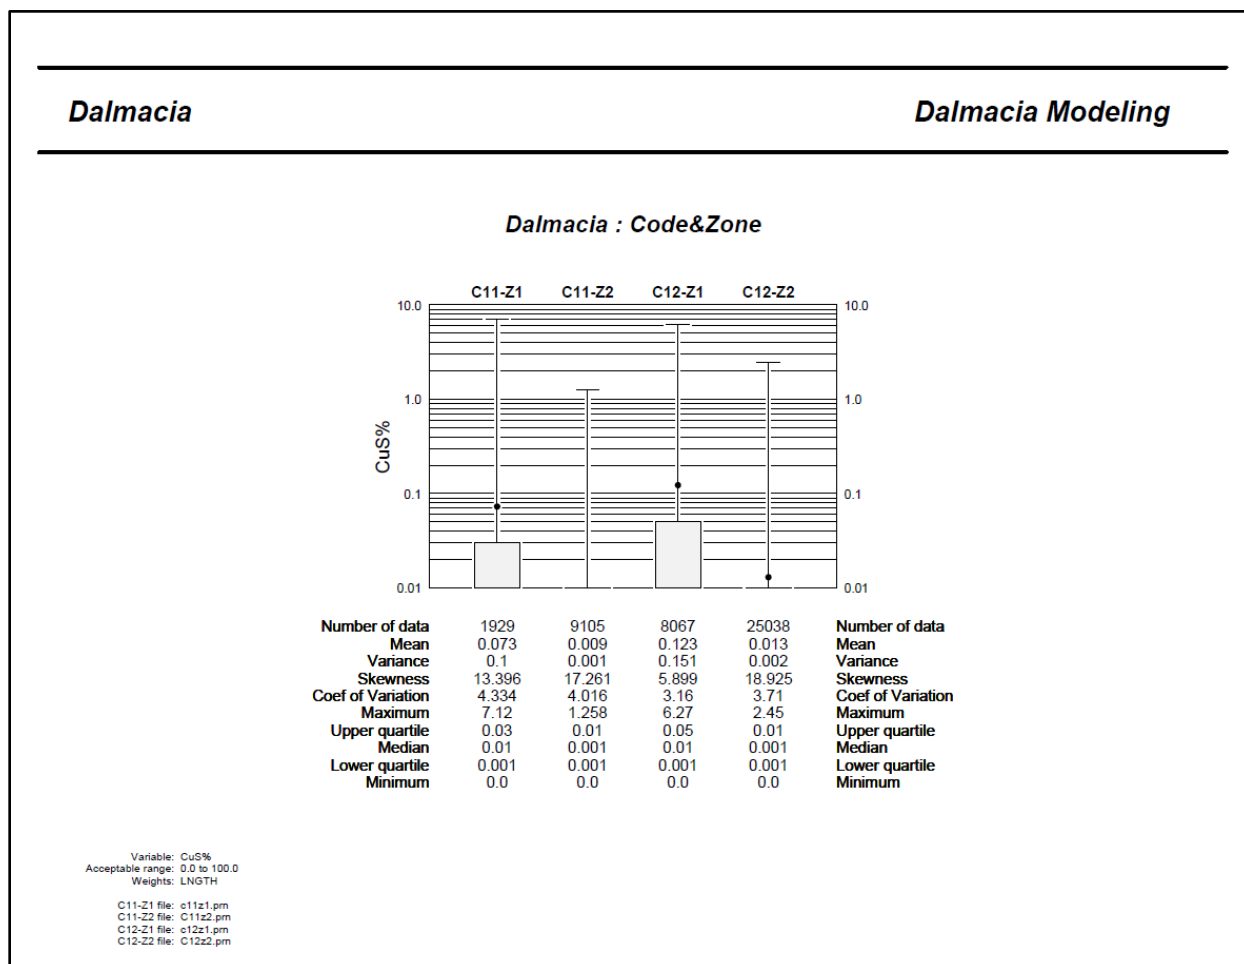 Dalmacia Dalmacia Modeling
Dalmacia : Code&Zone
C11-Z1 C11-Z2 C12-Z1 C12-Z2
10.0 10.0
1.0 1.0
CuS%
0.1 0.1
0.01 0.01
Number of data 1929 9105 8067 25038 Number of data
Mean 0.073 0.009 0.123 0.013 Mean
Variance 0.1 0.001 0.151 0.002 Variance
Skewness 13.396 17.261 5.899 18.925 Skewness
Coef of Variation 4.334 4.016 3.16 3.71 Coef of Variation
Maximum 7.12 1.258 6.27 2.45 Maximum
Upper quartile 0.03 0.01 0.05 0.01 Upper quartile
Median 0.01 0.001 0.01 0.001 Median
Lower quartile 0.001 0.001 0.001 0.001 Lower quartile
Minimum 0.0 0.0 0.0 0.0 Minimum
Variable: CuS%
Acceptable range: 0.0 to 100.0
Weights: LNGTH
C11-Z1 file: c11z1.prn
C11-Z2 file: C11z2.prn
C12-Z1 file: c12z1.prn
C12-Z2 file: C12z2.prn